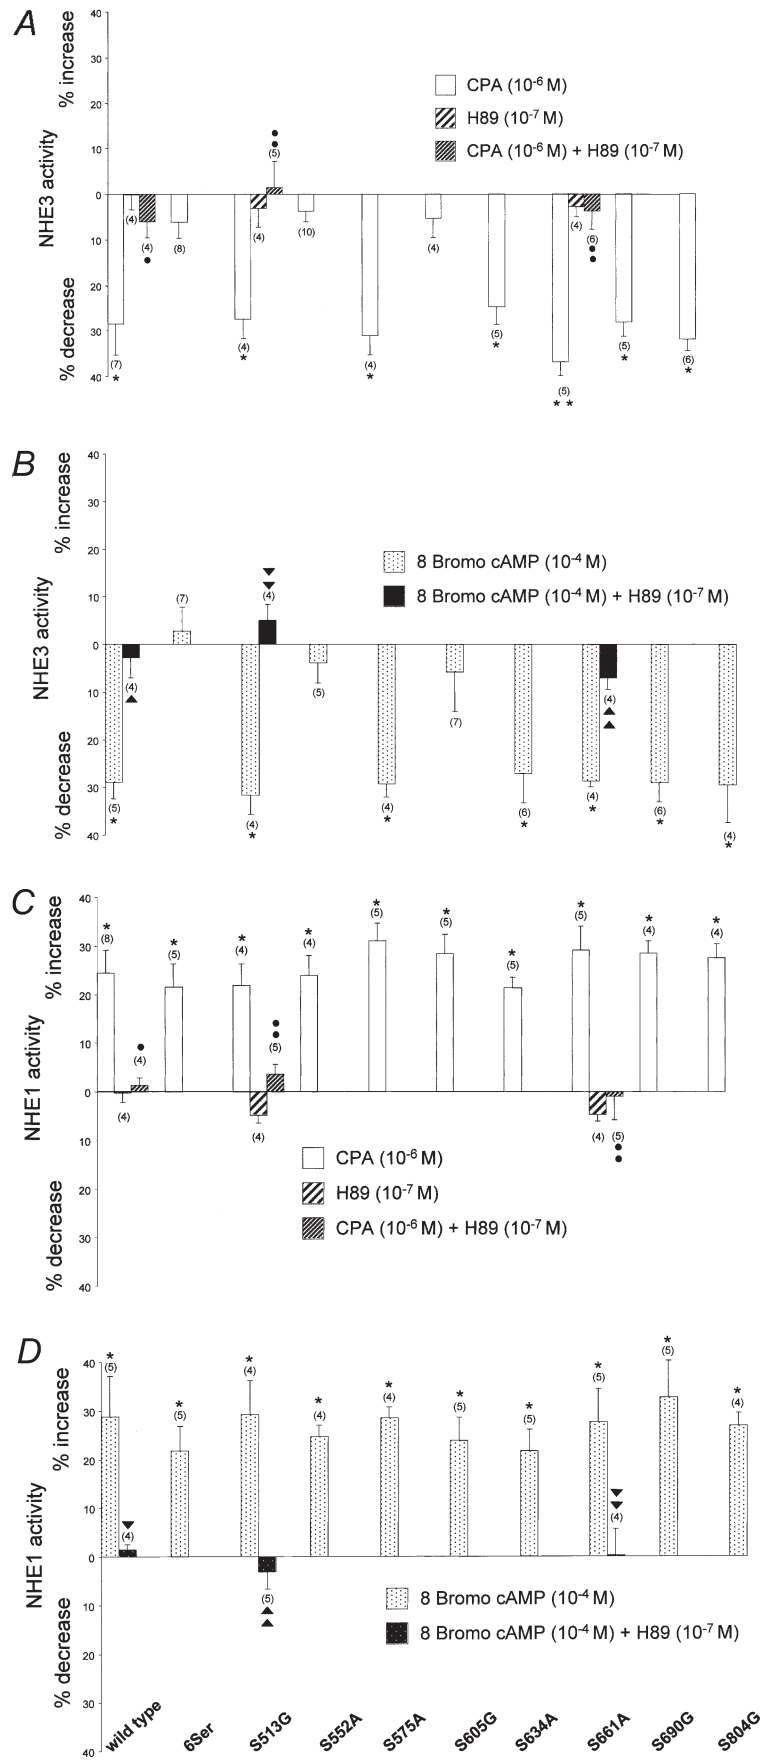 A
40
30
20
10
0
10
20
30
40
% increase
NHE3 activity
% decrease
CPA (10⁻⁶ M)
H89 (10⁻⁷ M)
CPA (10⁻⁶ M) + H89 (10⁻⁷ M)
(5)
(4) (4) (8) (4) (10) (4) (4) (6)
(7) (4) (4) (5) (5) (5) (6)
* * * * * * * *
B
40
30
20
10
0
10
20
30
40
% increase
NHE3 activity
% decrease
8 Bromo cAMP (10⁻⁴ M)
8 Bromo cAMP (10⁻⁴ M) + H89 (10⁻⁷ M)
(7) (4)
(4) (5) (7) (4)
(5) (4) (4) (6) (4) (6) (4)
* * * * * * *
C
40
30
20
10
0
10
20
30
40
% increase
NHE1 activity
% decrease
* * * * * * * * * *
(8) (5) (4) (4) (5) (5) (5) (5) (4) (4)
(4) (5)
(4) (4) (4) (5)
CPA (10⁻⁶ M)
H89 (10⁻⁷ M)
CPA (10⁻⁶ M) + H89 (10⁻⁷ M)
D
40
30
20
10
0
10
20
30
40
% increase
NHE1 activity
% decrease
* * * * * * * * * *
(5) (5) (4) (4) (4) (5) (5) (5) (5) (4)
(4) (4)
(5)
8 Bromo cAMP (10⁻⁴ M)
8 Bromo cAMP (10⁻⁴ M) + H89 (10⁻⁷ M)
wild type
6Ser
S513G
S552A
S575A
S605G
S634A
S661A
S690G
S804G